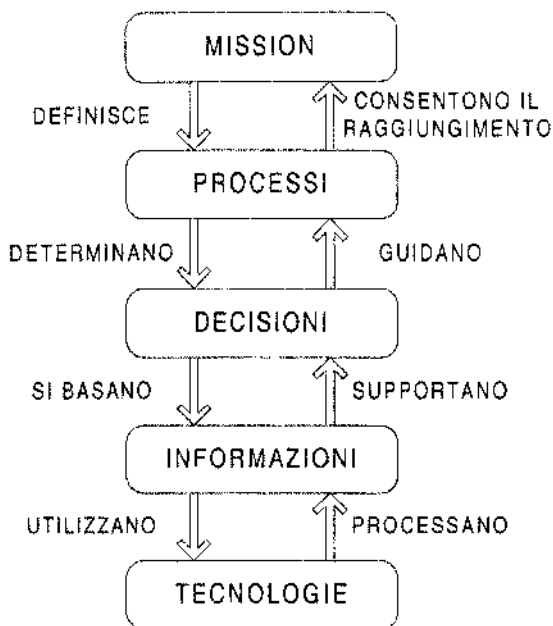 MISSION
DEFINISCE
CONSENTONO IL
RAGGIUNGIMENTO
PROCESSI
DETERMINANO
GUIDANO
DECISIONI
SI BASANO
SUPPORTANO
INFORMAZIONI
UTILIZZANO
PROCESSANO
TECNOLOGIE